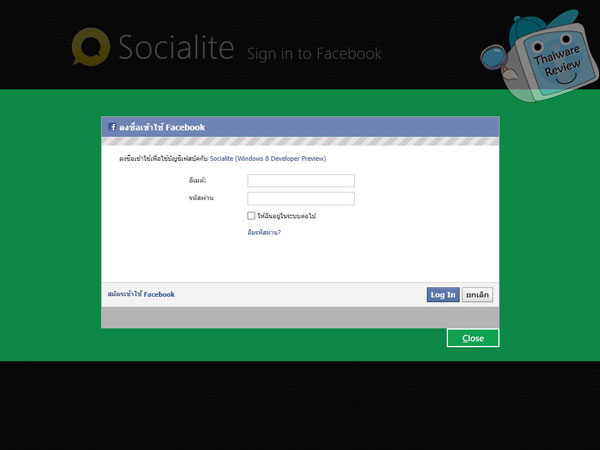 Socialite Sign in to Facebook
Thaiware
Review
ลงชื่อเข้าใช้ Facebook
ลงชื่อเข้าใช้เพื่อใช้บัญชีเฟสบุ๊คกับ Socialite (Windows 8 Developer Preview)
อีเมล์:
รหัสผ่าน
ให้ฉันอยู่ในระบบต่อไป
ลืมรหัสผ่าน?
สมัครเข้าใช้ Facebook
Log In ยกเลิก
Close